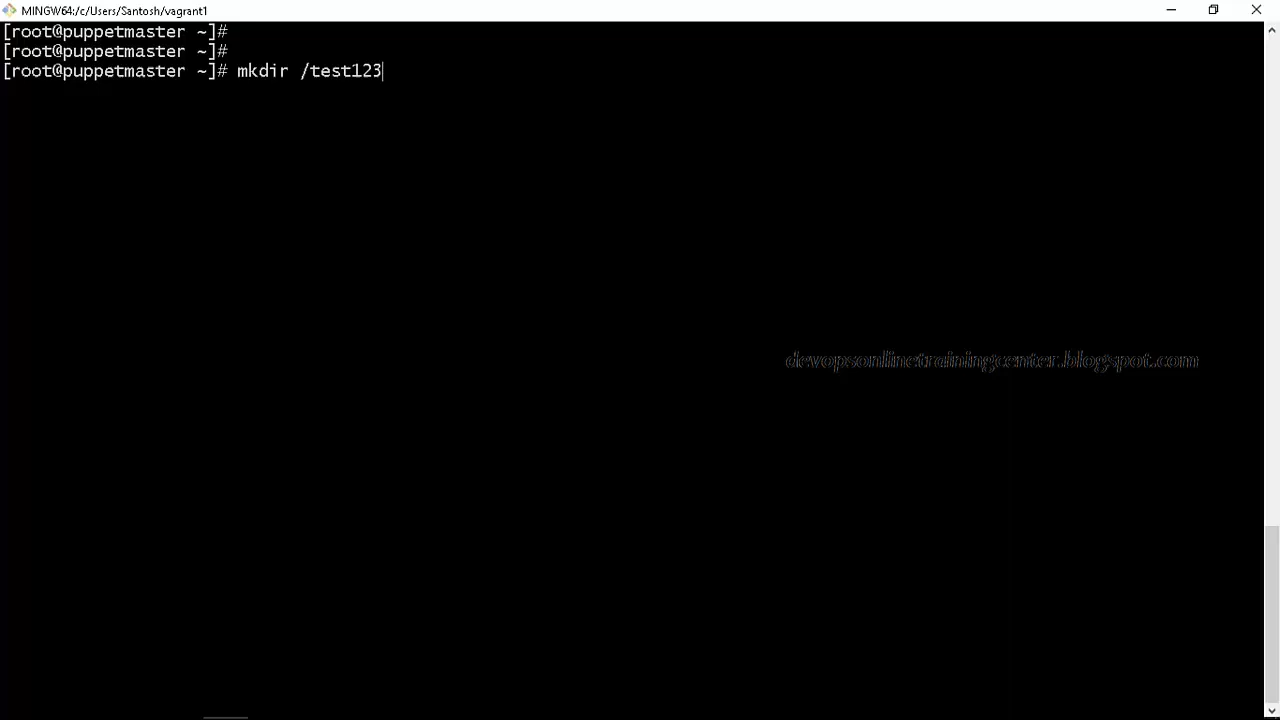 MINGW64:/c/Users/Santosh/vagrant1
[root@puppetmaster ~]#
[root@puppetmaster ~]#
[root@puppetmaster ~]# mkdir /test123
devopsonlinetrainingcenter.blogspot.com